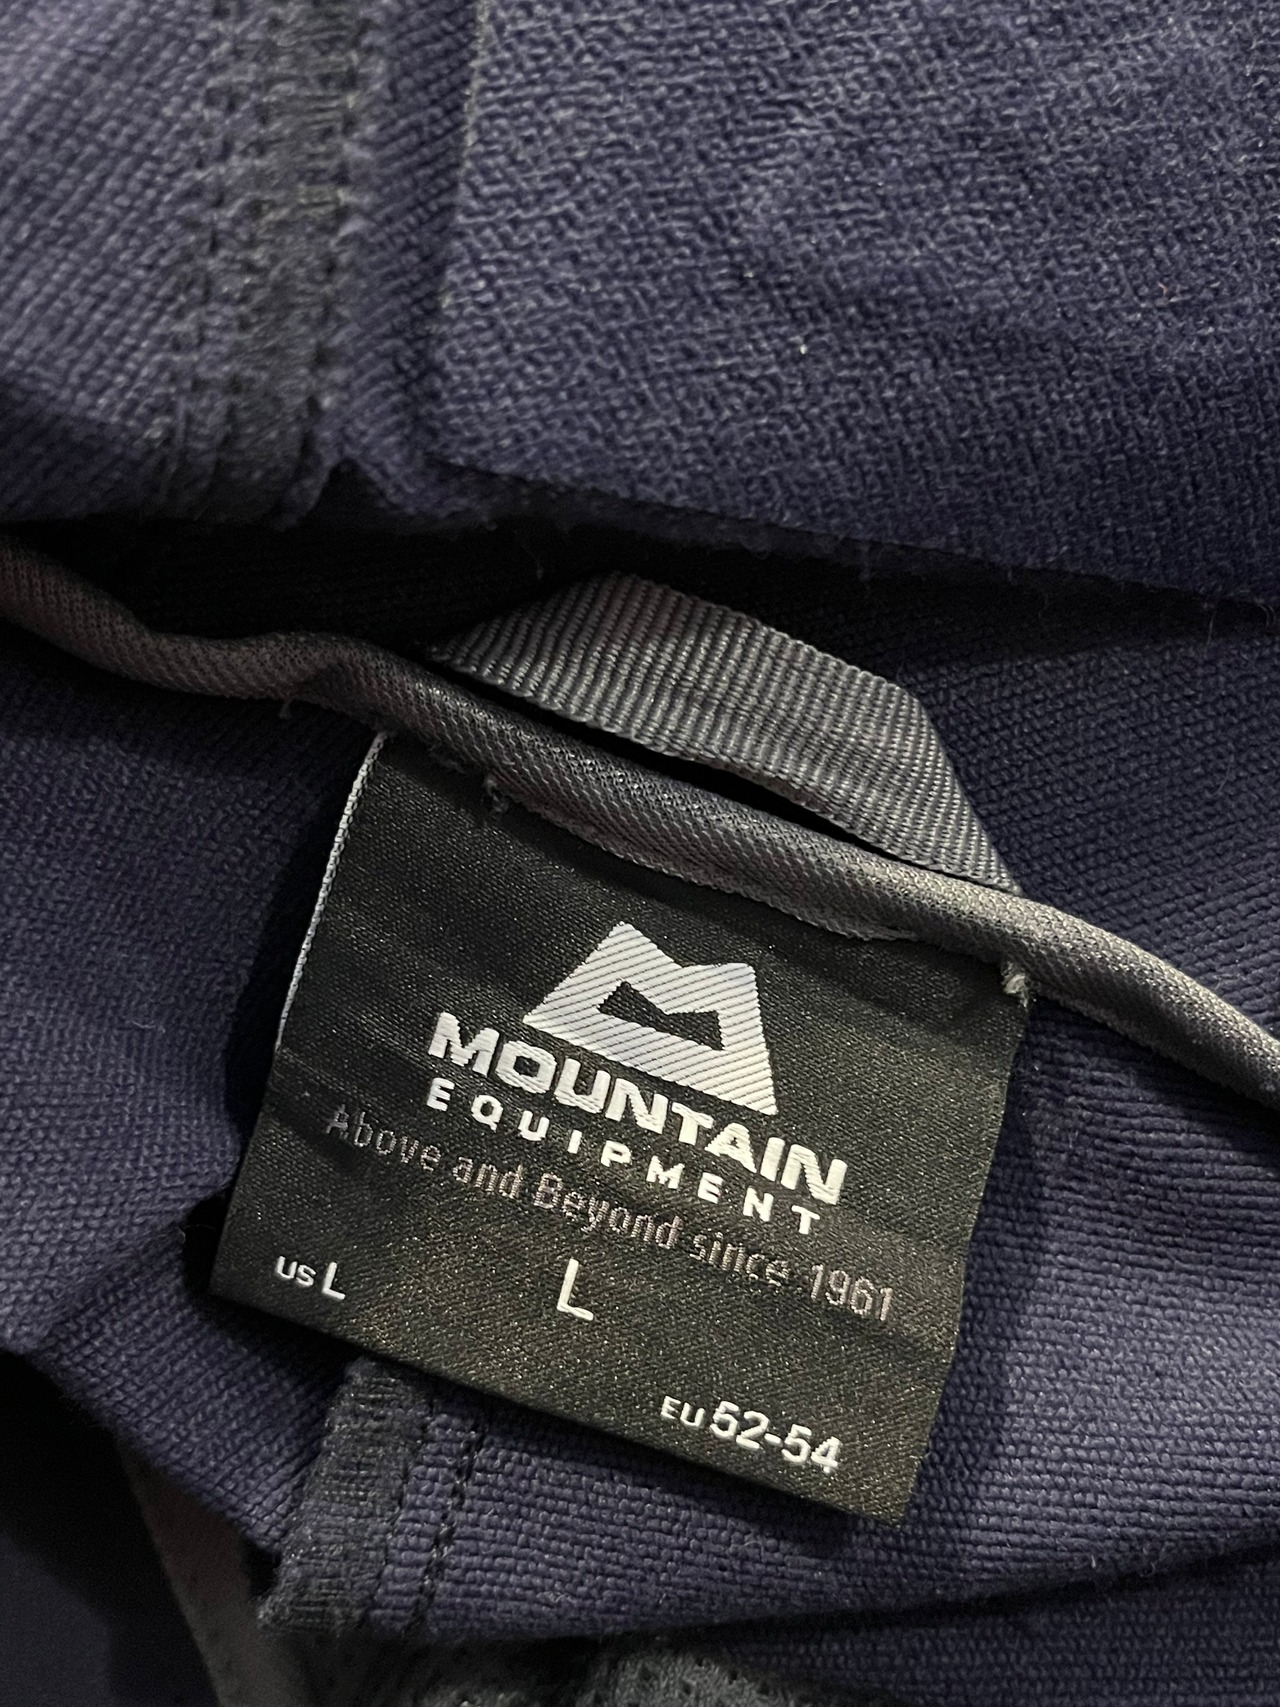 MOUNTAIN
EQUIPMENT
Above and Beyond since 1961
US L
L
EU 52-54